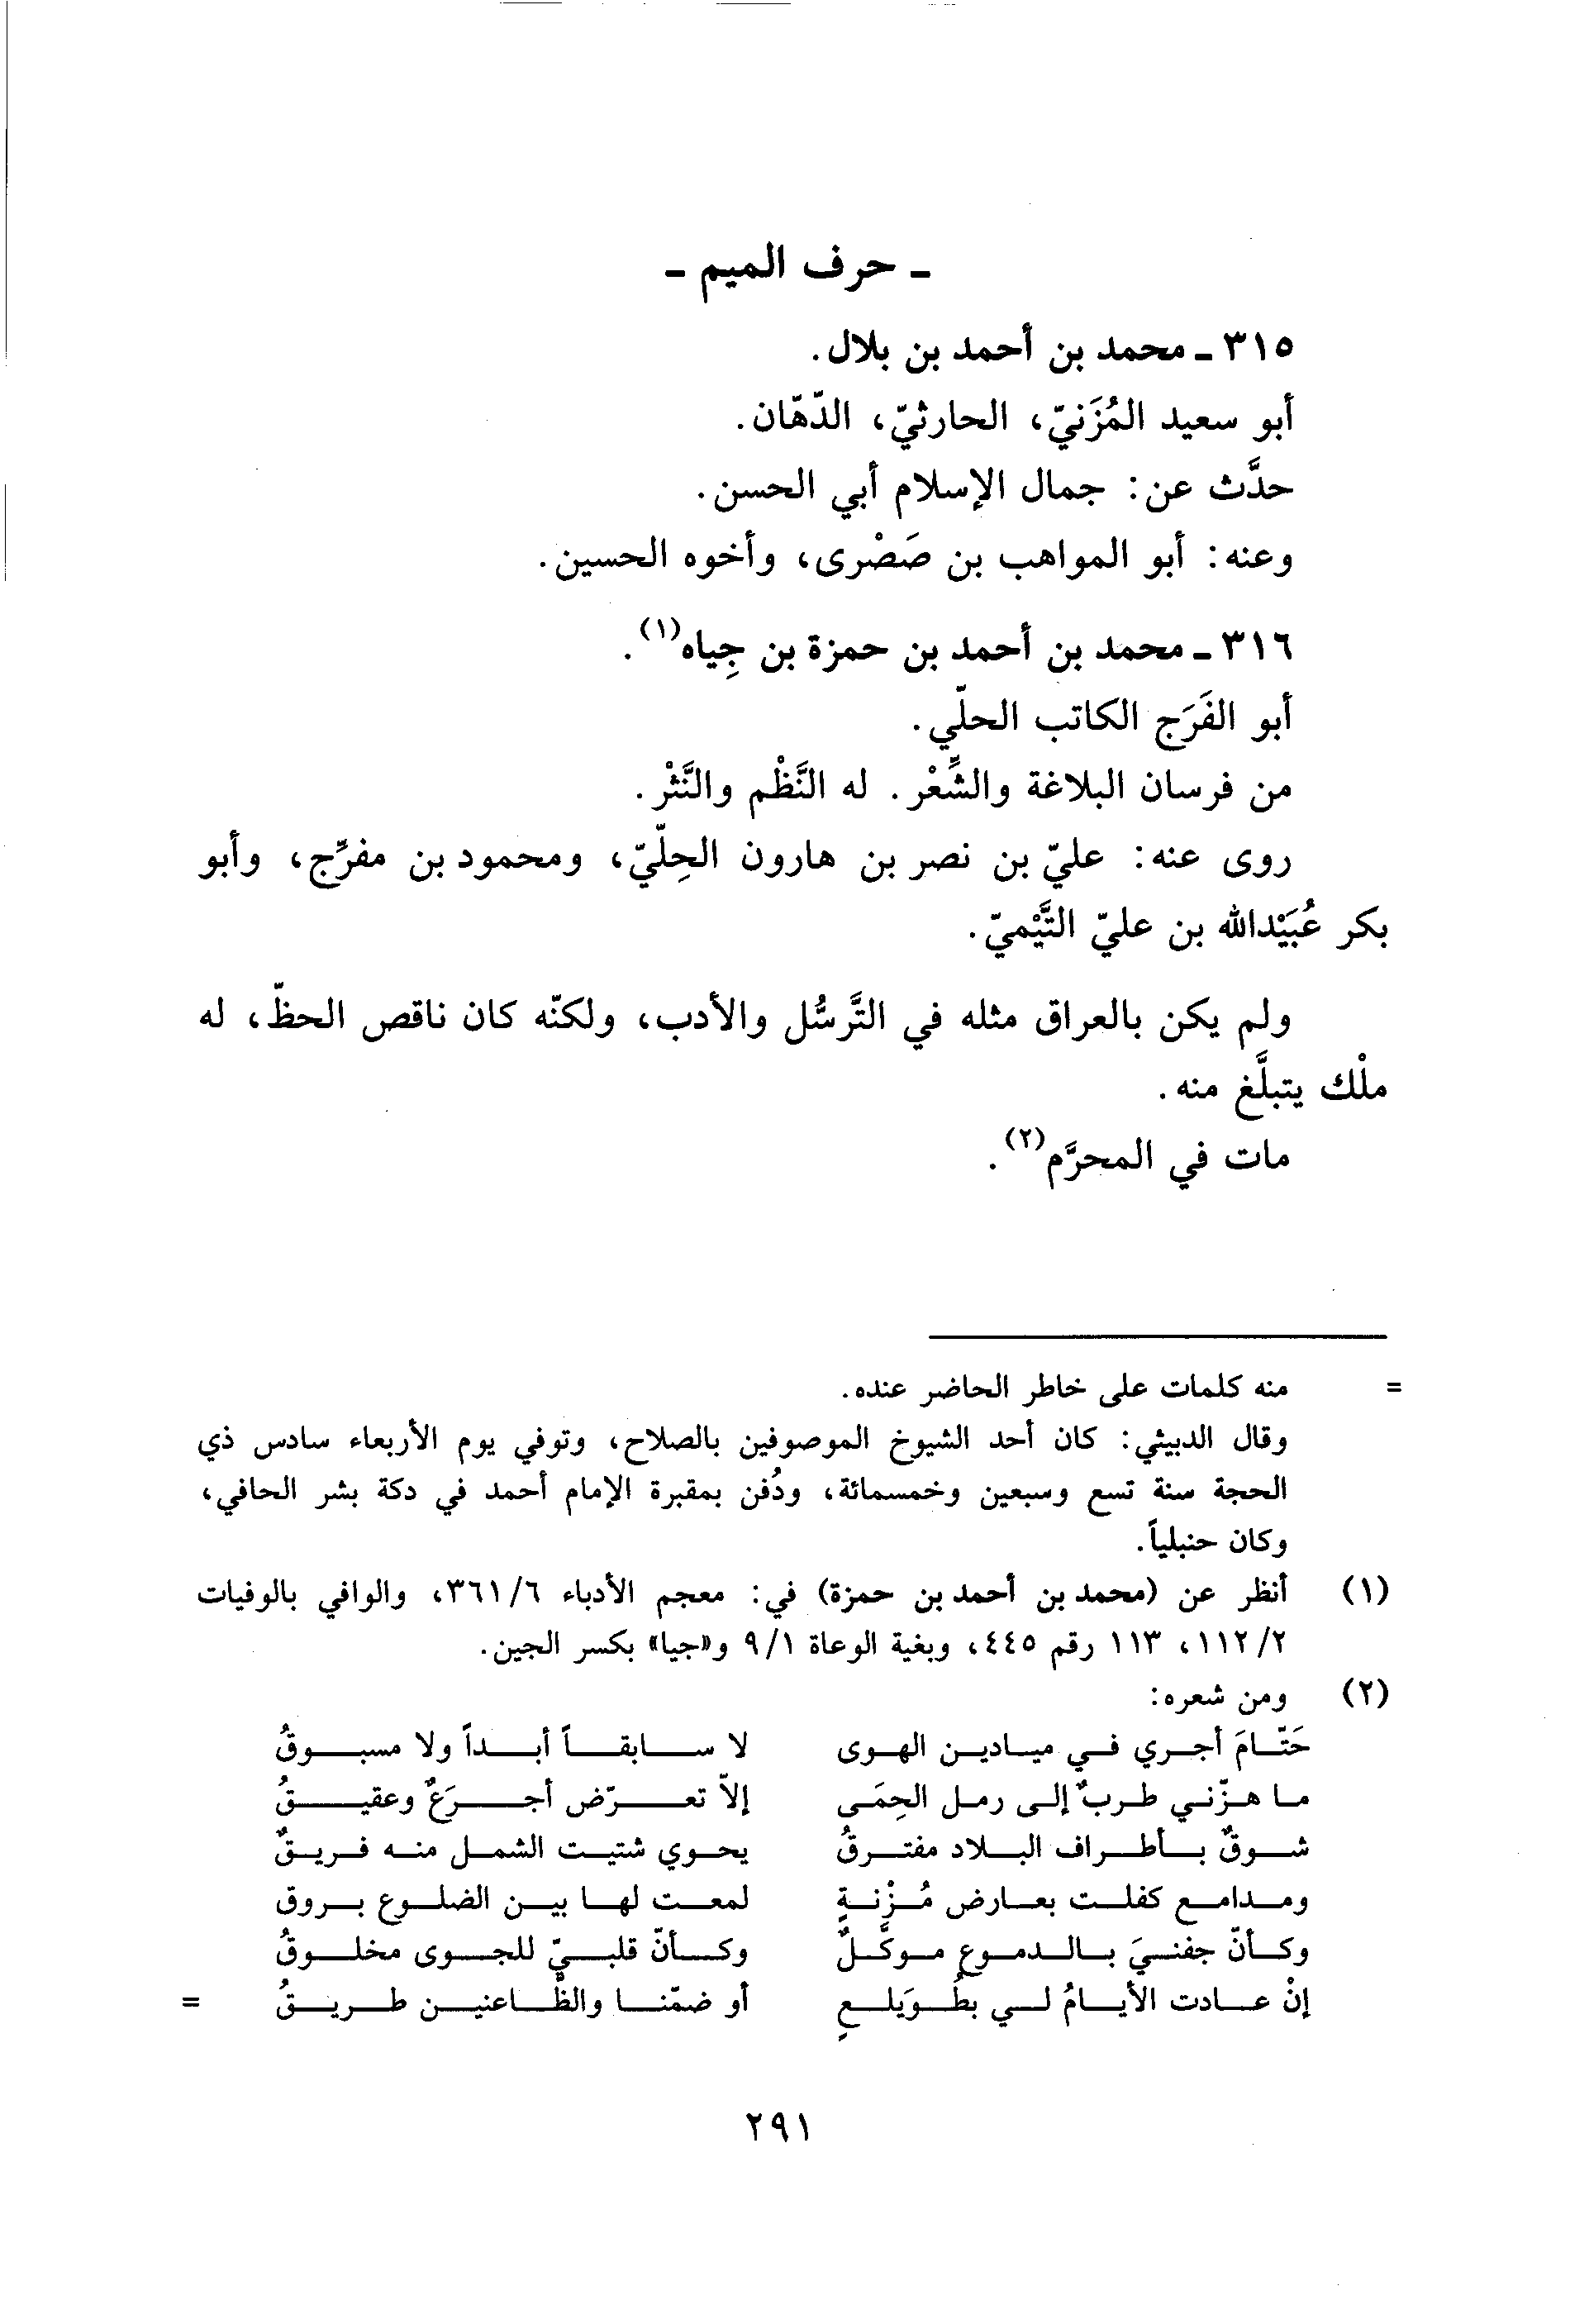 ـ حرف الميم ـ
٣١٥ ـ محمد بن أحمد بن بلال.
أبو سعيد المُزَنيّ، الحارثيّ، الدّهّان.
حدَّث عن: جمال الإسلام أبي الحسن.
وعنه: أبو المواهب بن صَصْرى، وأخوه الحسين.
٣١٦ ـ محمد بن أحمد بن حمزة بن جِياه(١).
أبو الفَرَج الكاتب الحلّي.
من فرسان البلاغة والشِّعْر. له النَّظْم والنَّثْر.
روى عنه: عليّ بن نصر بن هارون الحِلّيّ، ومحمود بن مفرّج، وأبو
بكر عُبَيْدالله بن عليّ التَّيْميّ.
ولم يكن بالعراق مثله في التَّرسُّل والأدب، ولكنّه كان ناقص الحظّ، له
ملْك يتبلَّغ منه.
مات في المحرَّم(٢).
= منه كلمات على خاطر الحاضر عنده.
وقال الدبيثي: كان أحد الشيوخ الموصوفين بالصلاح، وتوفي يوم الأربعاء سادس ذي
الحجة سنة تسع وسبعين وخمسمائة، ودُفن بمقبرة الإمام أحمد في دكة بشر الحافي،
وكان حنبلياً.
(١) أنظر عن (محمد بن أحمد بن حمزة) في: معجم الأدباء ٣٦١/٦، والوافي بالوفيات
١١٢/٢، ١١٣ رقم ٤٤٥، وبغية الوعاة ٩/١ و«جيا» بكسر الجين.
(٢) ومن شعره:
حَتّامَ أجري في ميادين الهوى لا سابقاً أبداً ولا مسبوقُ
ما هزّني طربٌ إلى رمل الحِمَى إلاّ تعرّض أجرَعٌ وعقيقُ
شوقٌ بأطراف البلاد مفترقُ يحوي شتيت الشمل منه فريقٌ
ومدامع كفلت بعارض مُزْنةٍ لمعت لها بين الضلوع بروق
وكأنّ جفنيَ بالدموع موكَّلٌ وكأنّ قلبيّ للجوى مخلوقُ
إنْ عادت الأيامُ لي بطُوَيلعٍ أو ضمّنا والظّاعنين طريقُ =
٢٩١